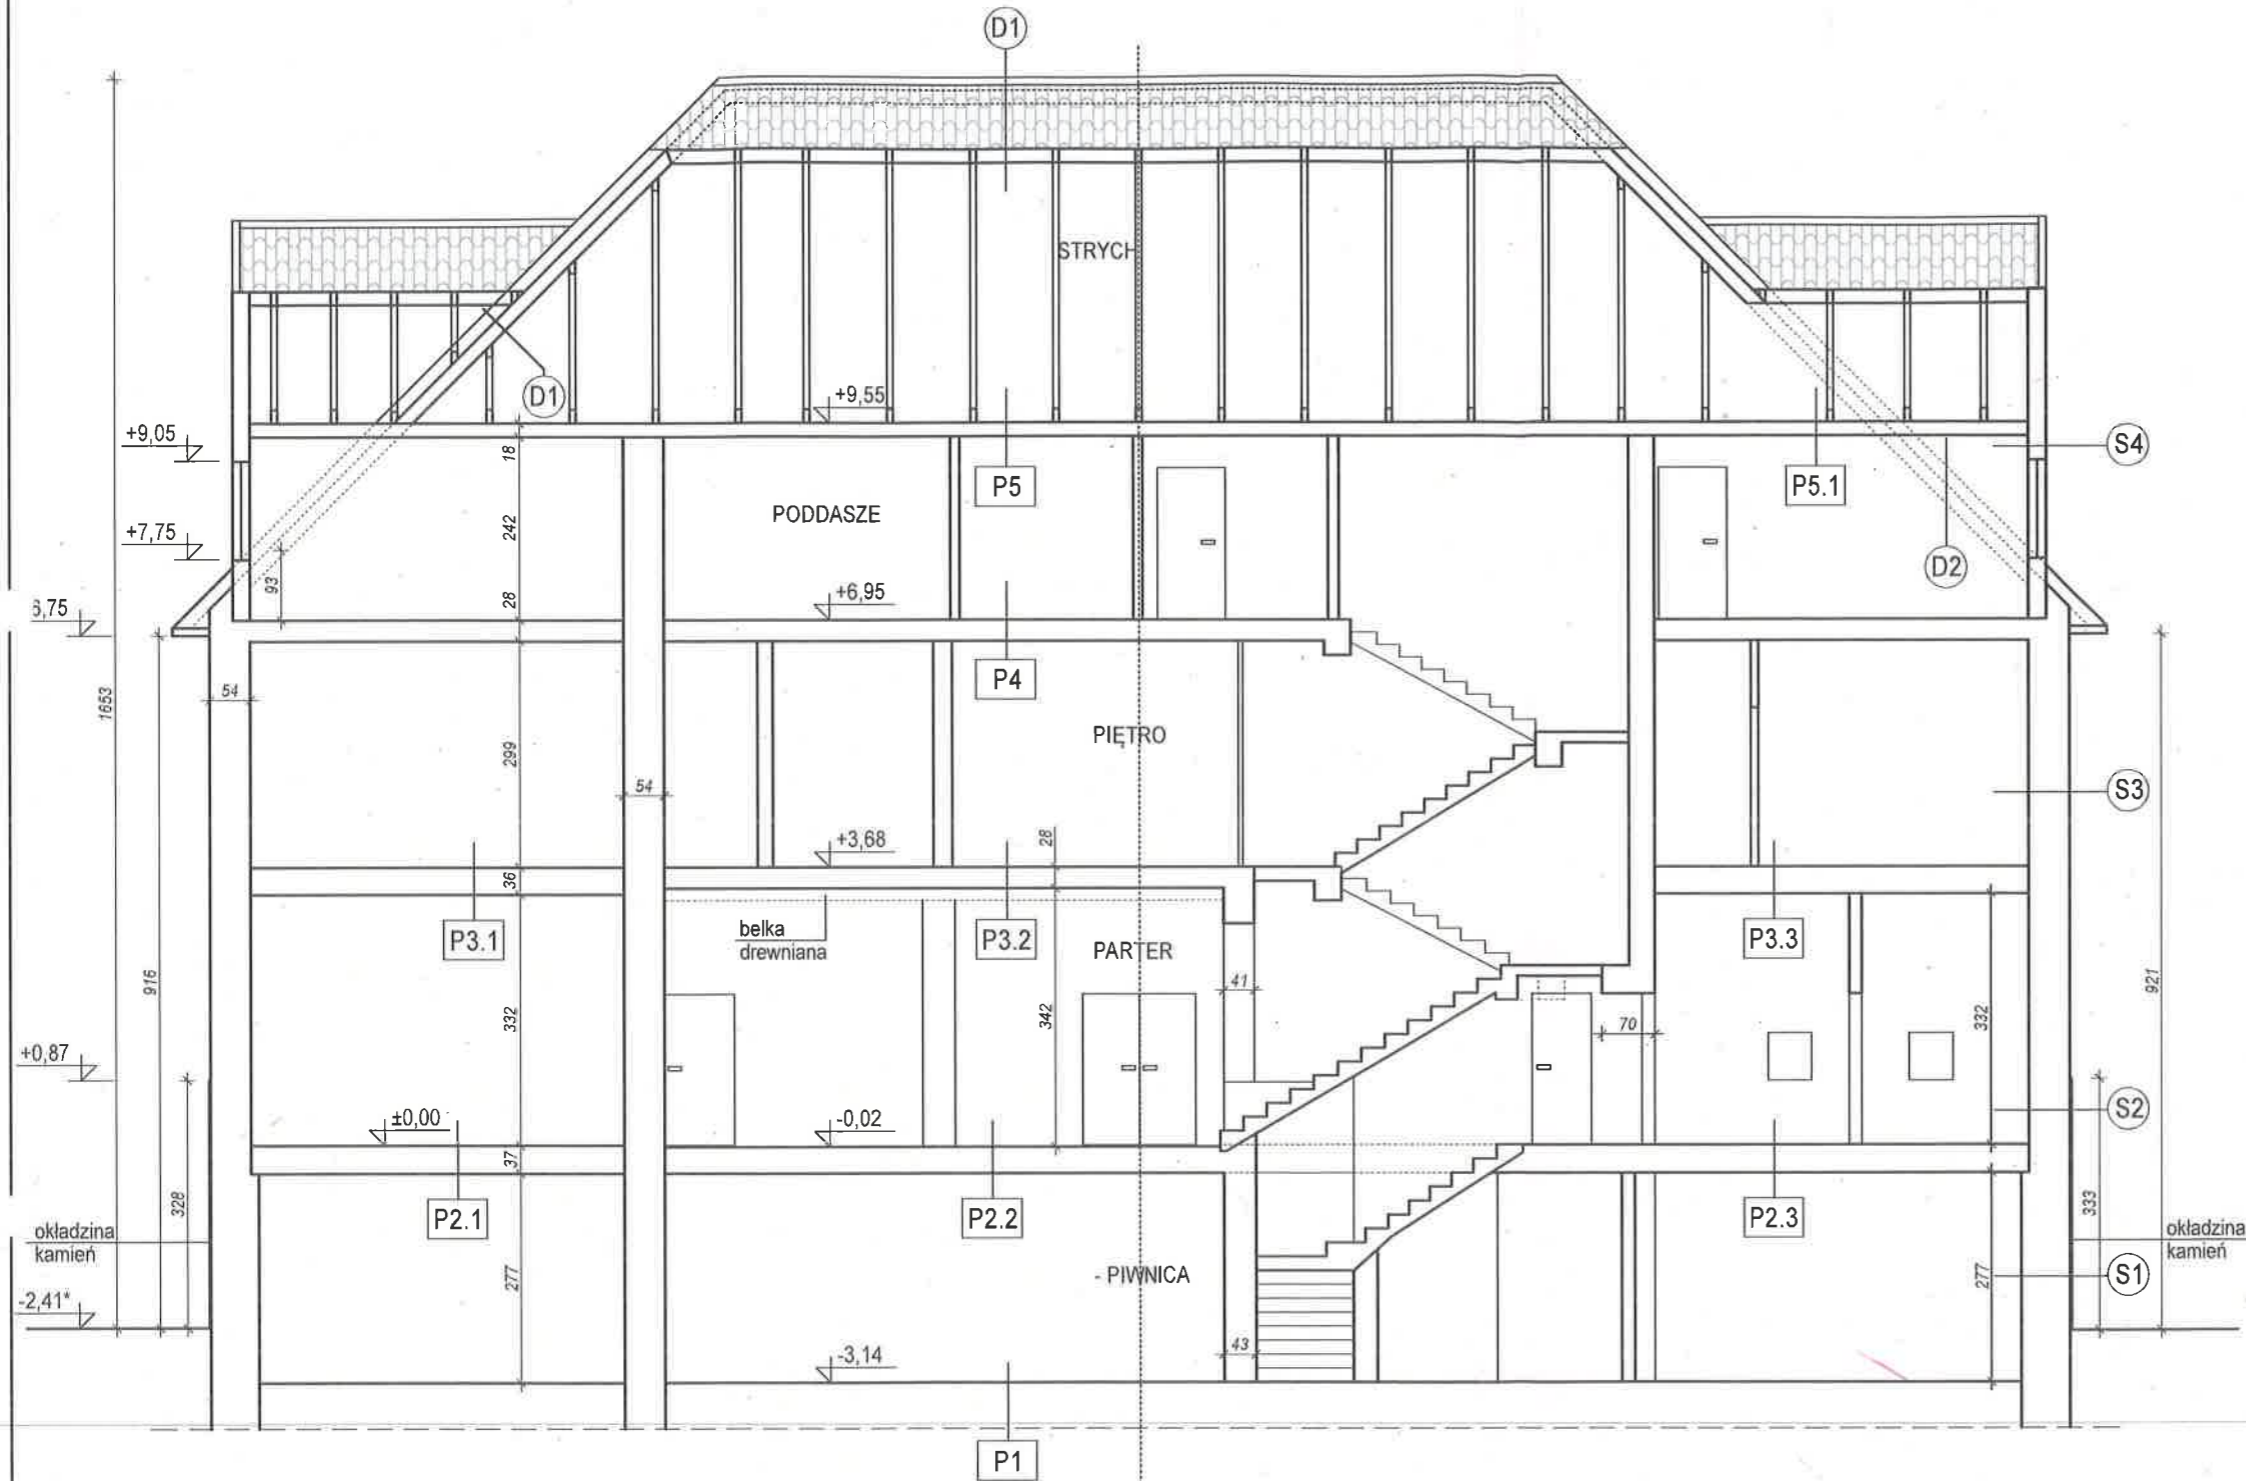 D1
STRYCH
D1
+9,55
+9,05
18
S4
P5
P5.1
PODDASZE
242
+7,75
D2
93
28
+6,95
6,75
P4
54
1653
PIĘTRO
299
54
S3
+3,68
28
36
P3.1
belka
drewniana
P3.2
PARTER
P3.3
916
41
921
332
342
70
332
+0,87
±0,00
-0,02
S2
37
328
P2.1
P2.2
P2.3
333
okładzina
kamień
okładzina
kamień
277
- PIWNICA
277
S1
-2,41*
43
-3,14
P1